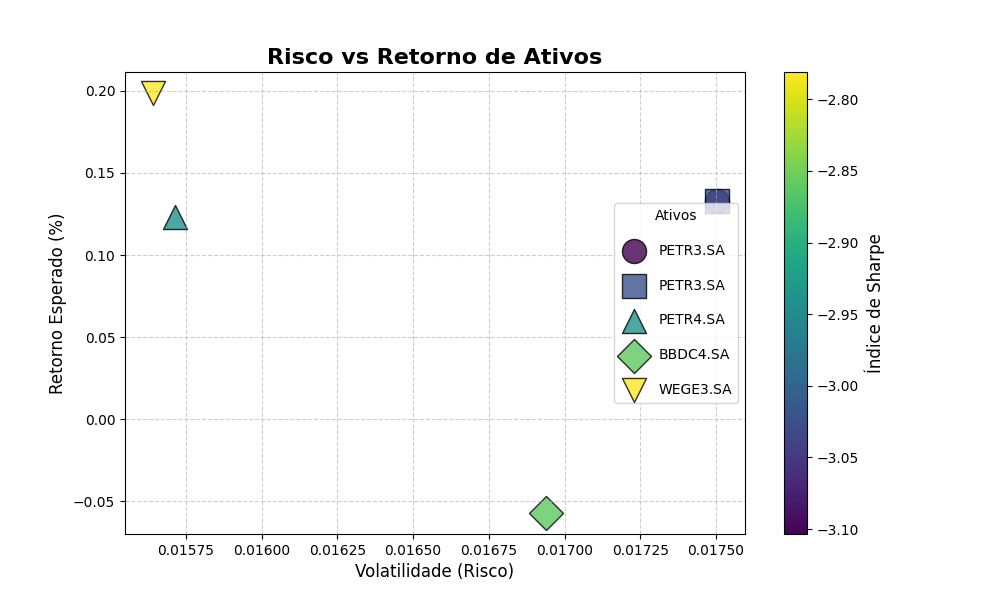 Risco vs Retorno de Ativos
Retorno Esperado (%)
0.20
0.15
0.10
0.05
0.00
−0.05
0.01575
0.01600
0.01625
0.01650
0.01675
0.01700
0.01725
0.01750
Volatilidade (Risco)
Ativos
PETR3.SA
PETR3.SA
PETR4.SA
BBDC4.SA
WEGE3.SA
−2.80
−2.85
−2.90
−2.95
−3.00
−3.05
−3.10
Índice de Sharpe